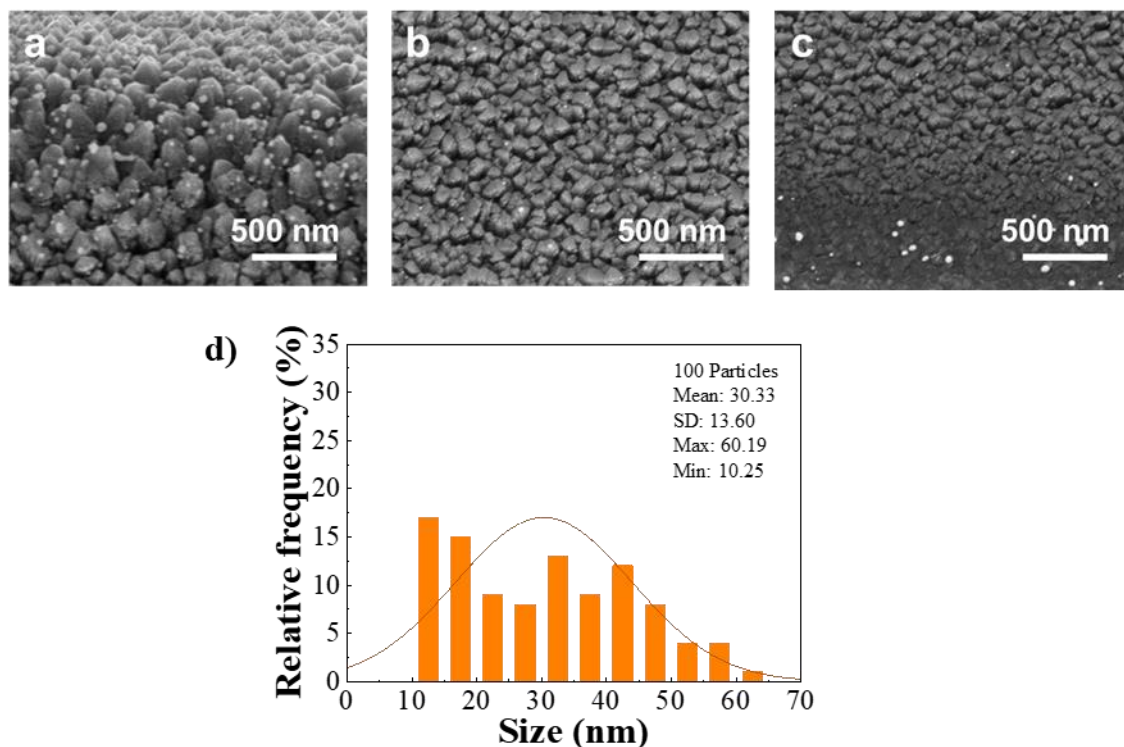 a
500 nm
b
500 nm
c
500 nm
d)
Relative frequency (%)
35
30
25
20
15
10
5
0
100 Particles
Mean: 30.33
SD: 13.60
Max: 60.19
Min: 10.25
0 10 20 30 40 50 60 70
Size (nm)